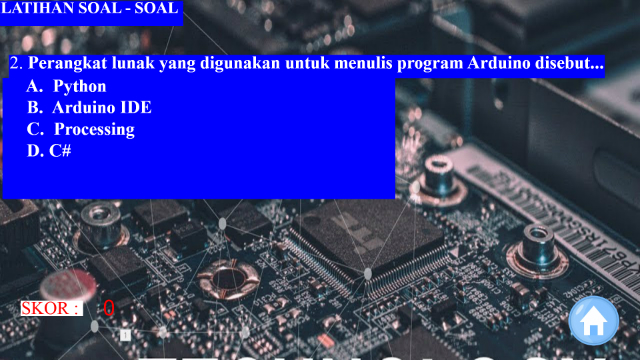 LATIHAN SOAL - SOAL
2. Perangkat lunak yang digunakan untuk menulis program Arduino disebut...
A. Python
B. Arduino IDE
C. Processing
D. C#
SKOR : 0
1